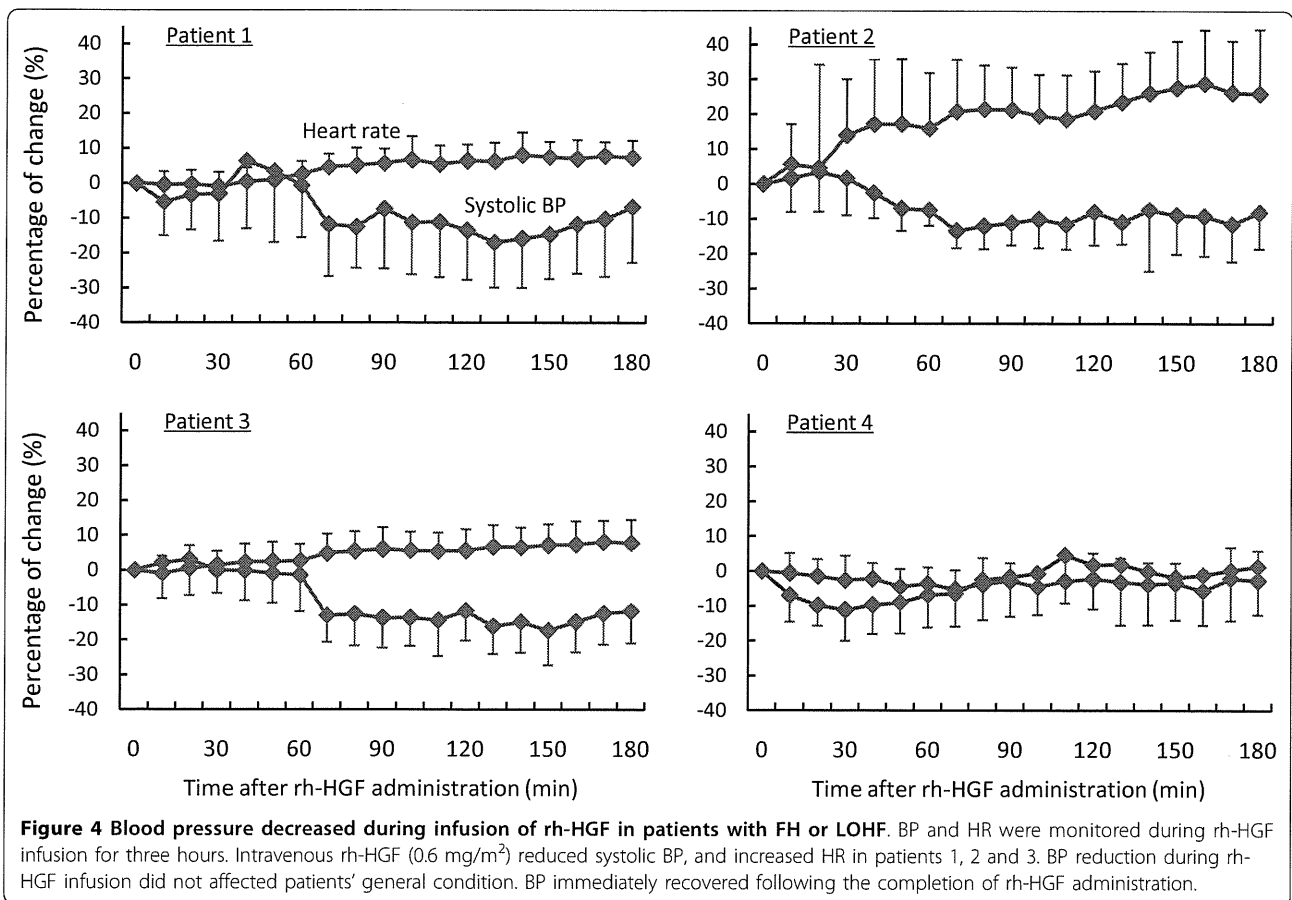 Patient 1
Patient 2
Percentage of change (%)
40
30
20
10
0
-10
-20
-30
-40
Heart rate
Systolic BP
0 30 60 90 120 150 180
40
30
20
10
0
-10
-20
-30
-40
0 30 60 90 120 150 180
Patient 3
Patient 4
Percentage of change (%)
40
30
20
10
0
-10
-20
-30
-40
0 30 60 90 120 150 180
Time after rh-HGF administration (min)
40
30
20
10
0
-10
-20
-30
-40
0 30 60 90 120 150 180
Time after rh-HGF administration (min)
Figure 4 Blood pressure decreased during infusion of rh-HGF in patients with FH or LOHF. BP and HR were monitored during rh-HGF
infusion for three hours. Intravenous rh-HGF (0.6 mg/m²) reduced systolic BP, and increased HR in patients 1, 2 and 3. BP reduction during rh-
HGF infusion did not affected patients' general condition. BP immediately recovered following the completion of rh-HGF administration.